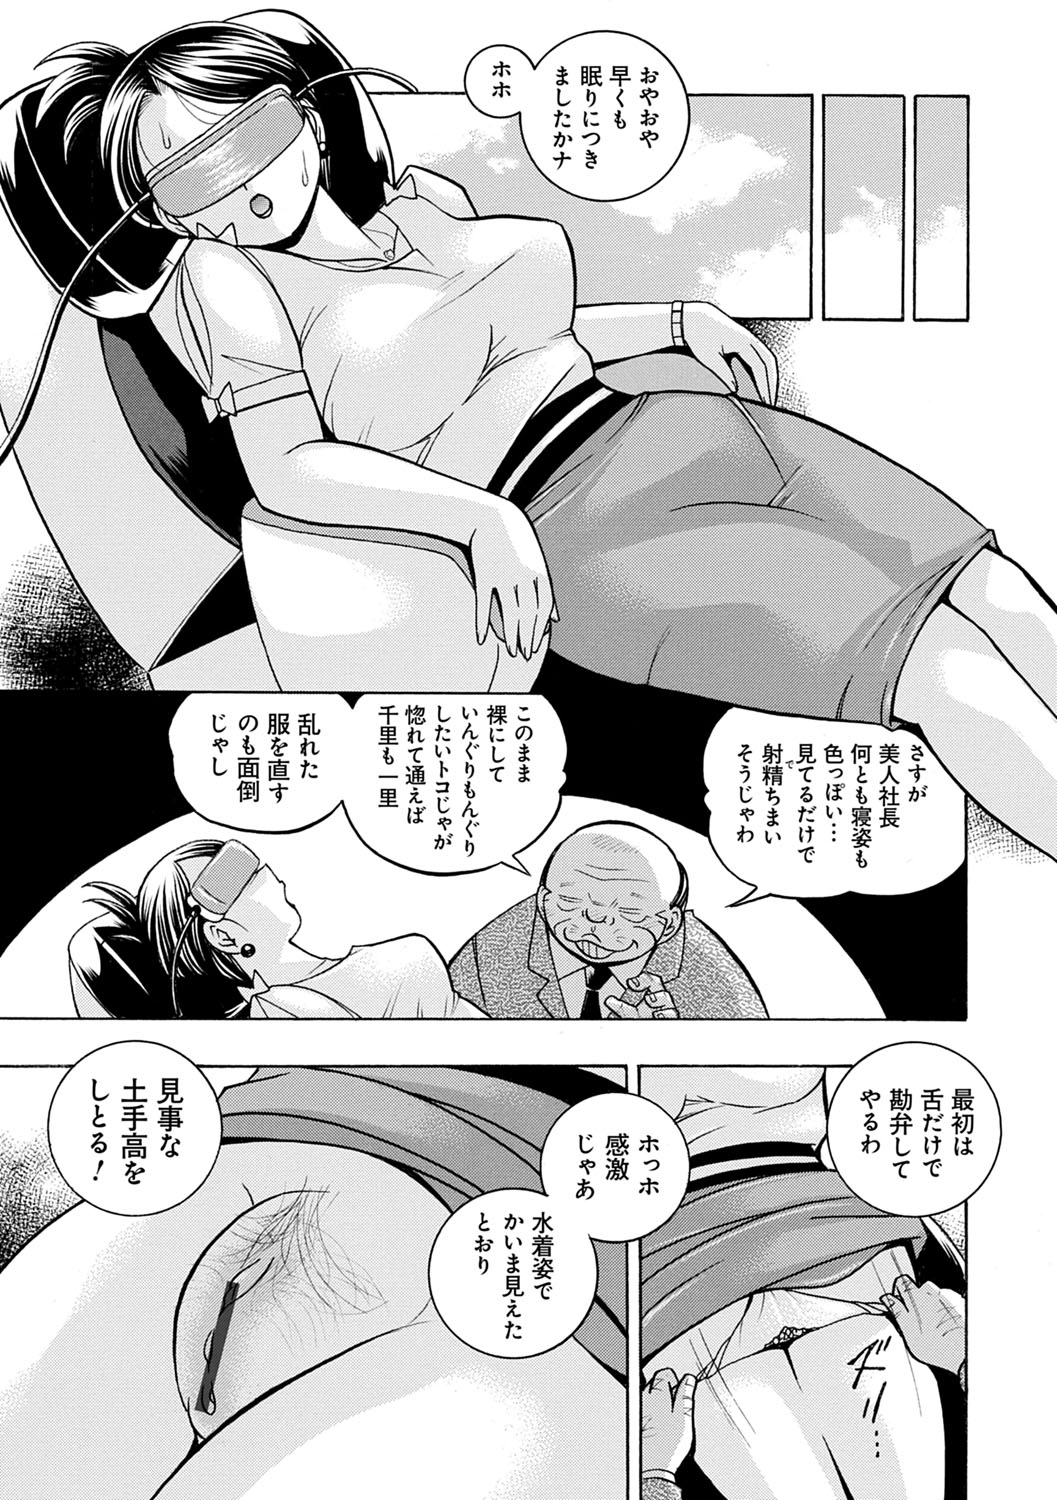 おやおや
早くも
眠りにつき
ましたかナ
ホホ
さすが
美人社長
何とも寝姿も
色っぽい…
見てるだけで
射精ちまい
で
そうじゃわ
このまま
裸にして
いんぐりもんぐり
したいトコじゃが
惚れて通えば
千里も一里
乱れた
服を直す
のも面倒
じゃし
最初は
舌だけで
勘弁して
やるわ
ズリ…
ホっホ
感激
じゃあ
水着姿で
かいま見えた
とおり
見事な
土手高を
しとる！